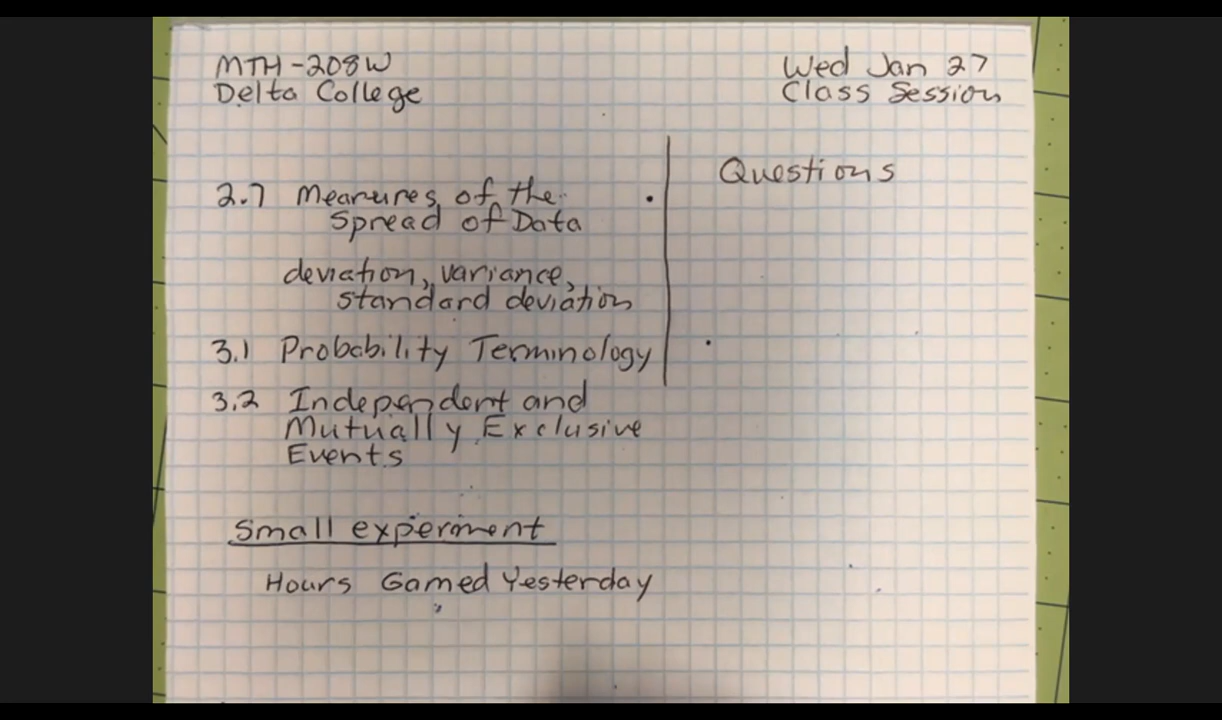 MTH-208W
Delta College
Wed Jan 27
Class Session
Questions
2.7 Measures of the
Spread of Data
deviation, variance,
standard deviation
3.1 Probability Terminology
3.2 Independent and
Mutually Exclusive
Events
Small experiment
Hours Gamed Yesterday